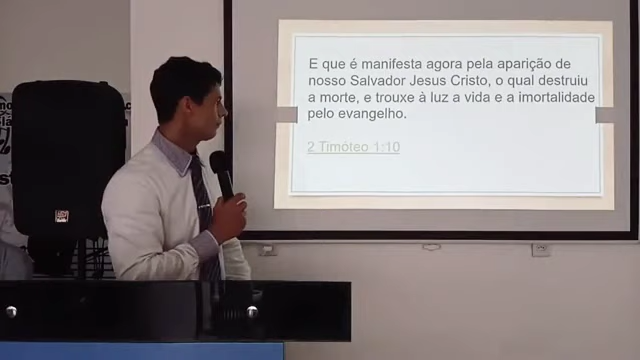 E que é manifesta agora pela aparição de
nosso Salvador Jesus Cristo, o qual destruiu
a morte, e trouxe à luz a vida e a imortalidade
pelo evangelho.
2 Timóteo 1:10